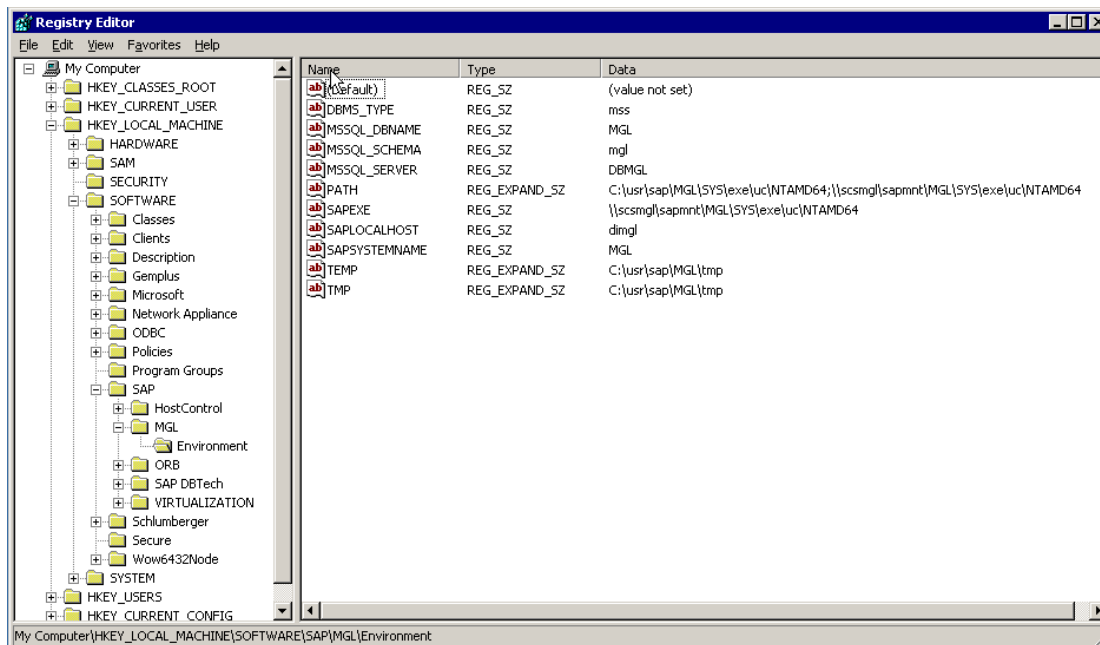 Registry Editor
File Edit View Favorites Help
My Computer
HKEY_CLASSES_ROOT
HKEY_CURRENT_USER
HKEY_LOCAL_MACHINE
HARDWARE
SAM
SECURITY
SOFTWARE
Classes
Clients
Description
Gemplus
Microsoft
Network Appliance
ODBC
Policies
Program Groups
SAP
HostControl
MGL
Environment
ORB
SAP DBTech
VIRTUALIZATION
Schlumberger
Secure
Wow6432Node
SYSTEM
HKEY_USERS
HKEY_CURRENT_CONFIG
Name Type Data
(Default) REG_SZ (value not set)
DBMS_TYPE REG_SZ mss
MSSQL_DBNAME REG_SZ MGL
MSSQL_SCHEMA REG_SZ mgl
MSSQL_SERVER REG_SZ DBMGL
PATH REG_EXPAND_SZ C:\usr\sap\MGL\SYS\exe\uc\NTAMD64;\\scsmgl\sapmnt\MGL\SYS\exe\uc\NTAMD64
SAPEXE REG_SZ \\scsmgl\sapmnt\MGL\SYS\exe\uc\NTAMD64
SAPLOCALHOST REG_SZ dimgl
SAPSYSTEMNAME REG_SZ MGL
TEMP REG_EXPAND_SZ C:\usr\sap\MGL\tmp
TMP REG_EXPAND_SZ C:\usr\sap\MGL\tmp
My Computer\HKEY_LOCAL_MACHINE\SOFTWARE\SAP\MGL\Environment